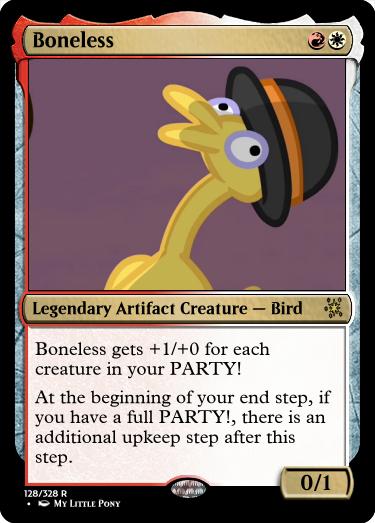 Boneless
Legendary Artifact Creature — Bird
Boneless gets +1/+0 for each
creature in your PARTY!
At the beginning of your end step, if
you have a full PARTY!, there is an
additional upkeep step after this
step.
0/1
128/328 R
• MY LITTLE PONY